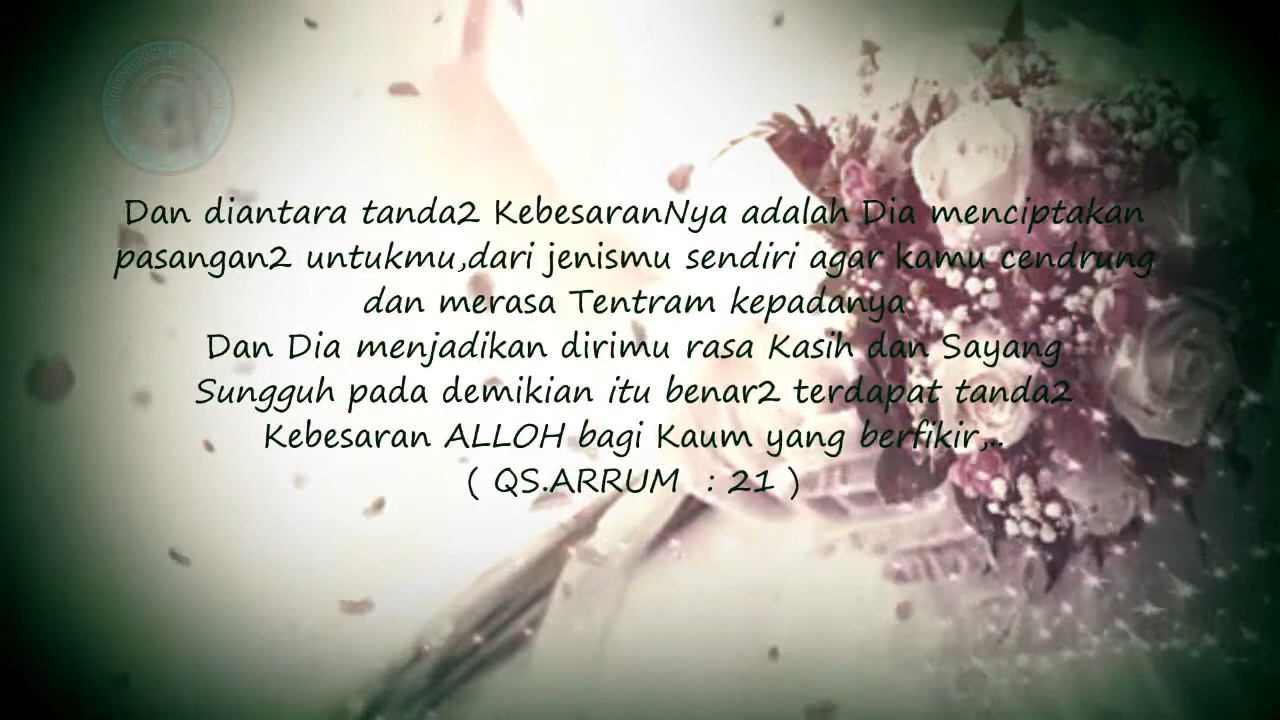 Dan diantara tanda2 KebesaranNya adalah Dia menciptakan
pasangan2 untukmu,dari jenismu sendiri agar kamu cendrung
dan merasa Tentram kepadanya
Dan Dia menjadikan dirimu rasa Kasih dan Sayang
Sungguh pada demikian itu benar2 terdapat tanda2
Kebesaran ALLOH bagi Kaum yang berfikir,..
( QS.ARRUM : 21 )